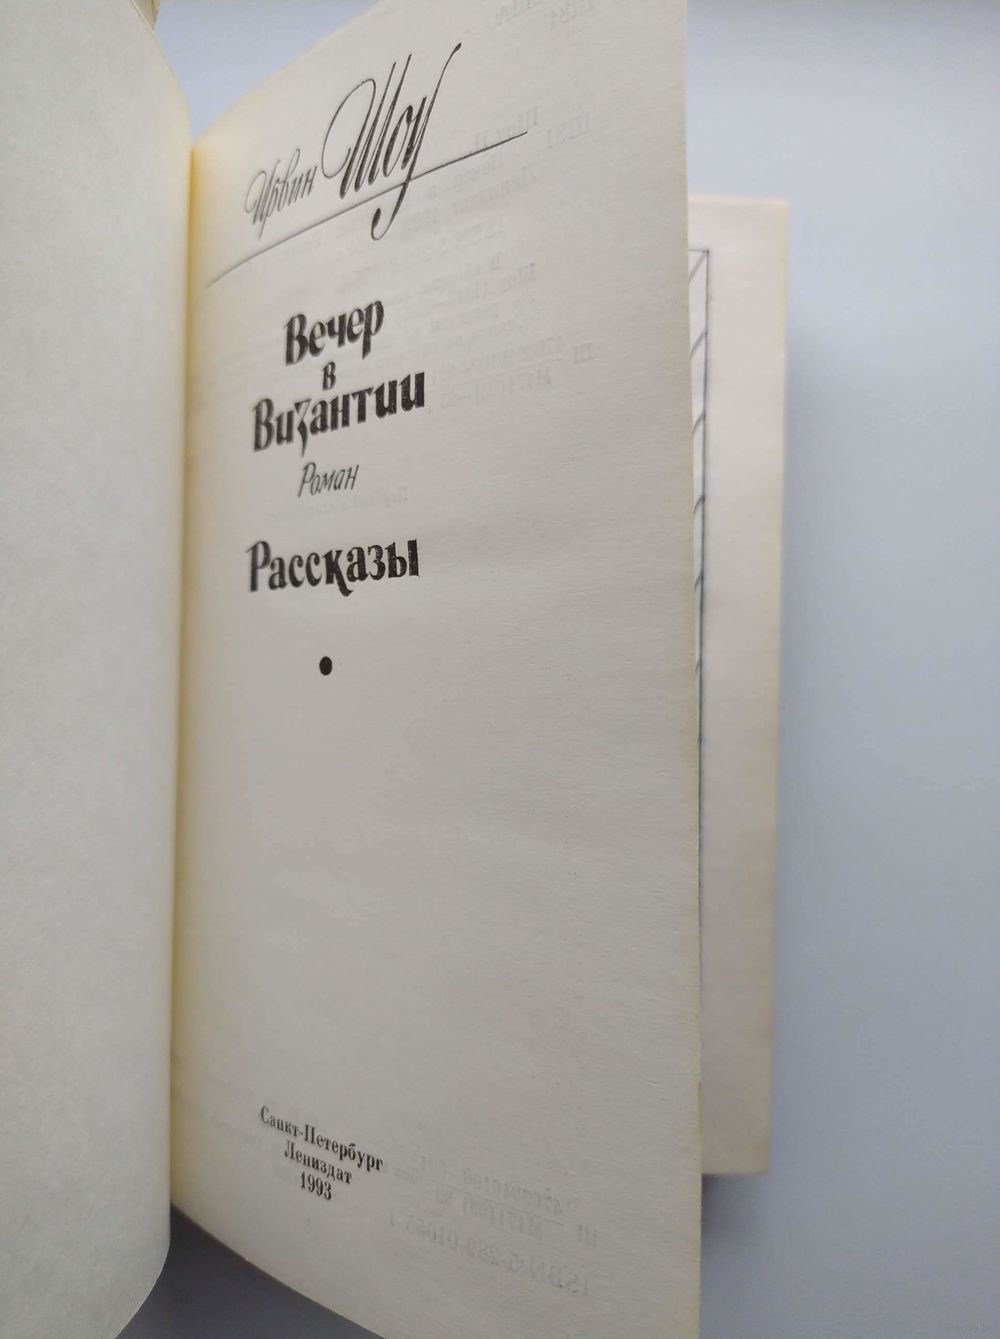 Ирвин Шоу
Вечер
в
Византии
Роман
Рассказы
Санкт-Петербург
Лениздат
1993